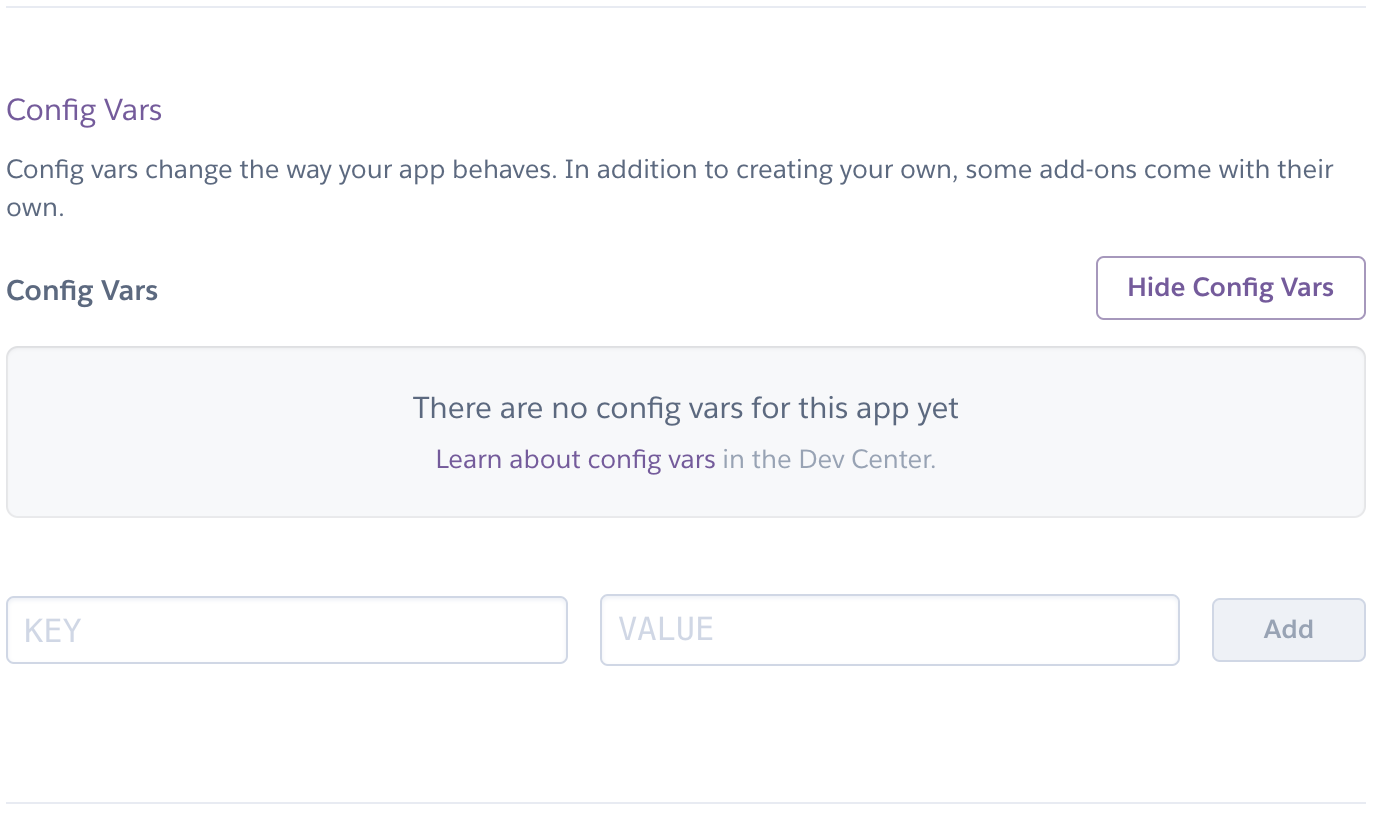 Config Vars
Config vars change the way your app behaves. In addition to creating your own, some add-ons come with their
own.
Config Vars
Hide Config Vars
There are no config vars for this app yet
Learn about config vars in the Dev Center.
KEY
VALUE
Add